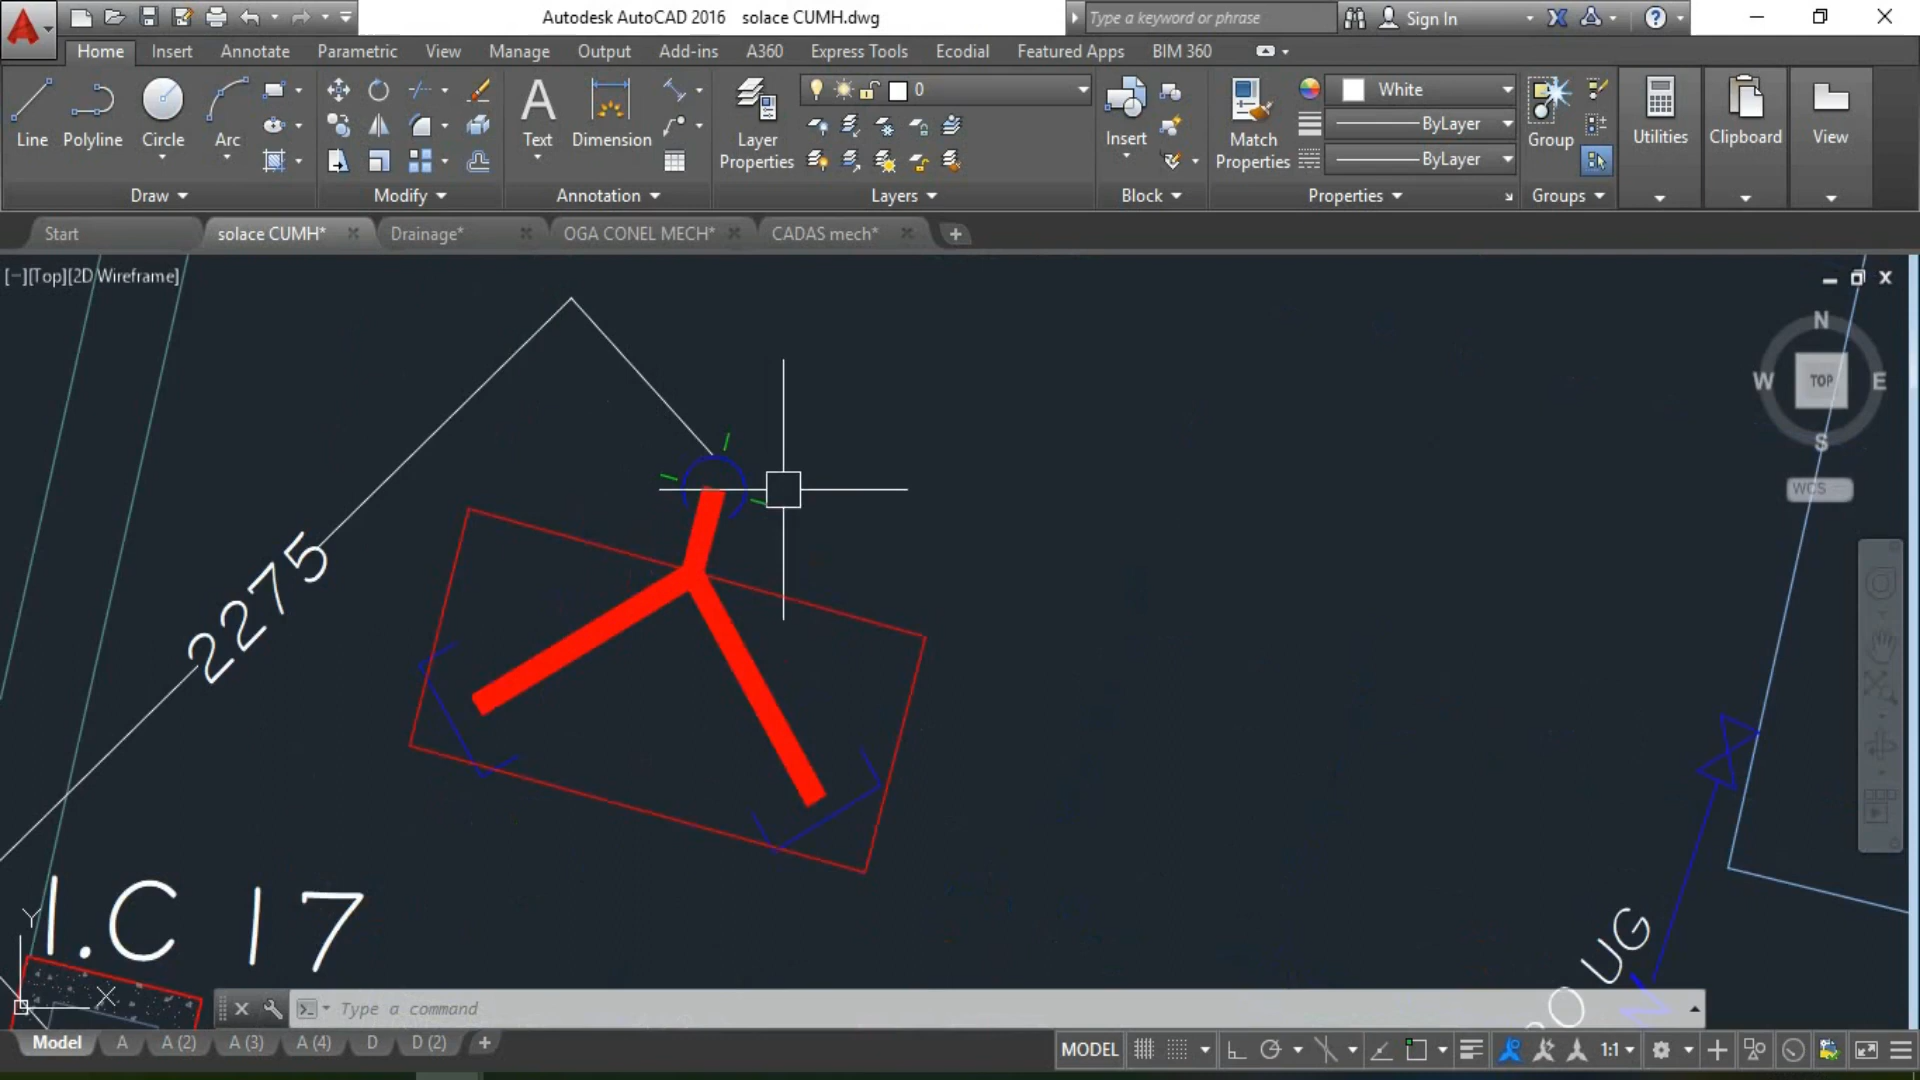 Autodesk AutoCAD 2016 solace CUMH.dwg
Type a keyword or phrase
Sign In
Home Insert Annotate Parametric View Manage Output Add-ins A360 Express Tools Ecodial Featured Apps BIM 360
0
White
Line Polyline Circle Arc
Text Dimension
Layer Properties
Insert
Match Properties
ByLayer
ByLayer
Group Utilities Clipboard View
Draw Modify Annotation Layers Block Properties Groups
Start solace CUMH* Drainage* OGA CONEL MECH* CADAS mech*
[−][Top][2D Wireframe]
N
W TOP E
S
WCS
2275
I.C 17
UG
Y
X
Type a command
Model A A (2) A (3) A (4) D D (2)
MODEL 1:1